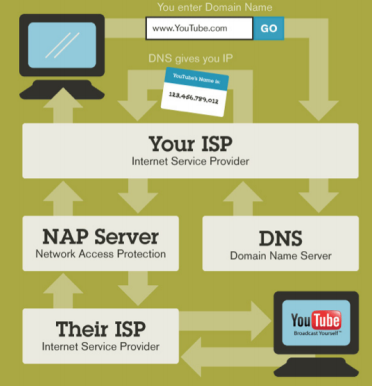 You enter Domain Name
www.YouTube.com GO
DNS gives you IP
YouTube's Name is
123,456,789,012
Your ISP
Internet Service Provider
NAP Server
Network Access Protection
DNS
Domain Name Server
Their ISP
Internet Service Provider
YouTube
Broadcast Yourself™